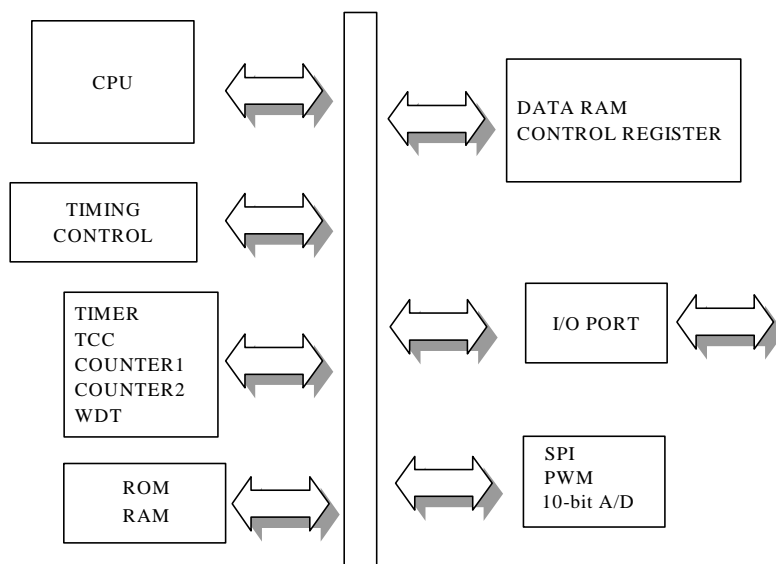 CPU
DATA RAM
CONTROL REGISTER
TIMING
CONTROL
TIMER
TCC
COUNTER1
COUNTER2
WDT
I/O PORT
ROM
RAM
SPI
PWM
10-bit A/D